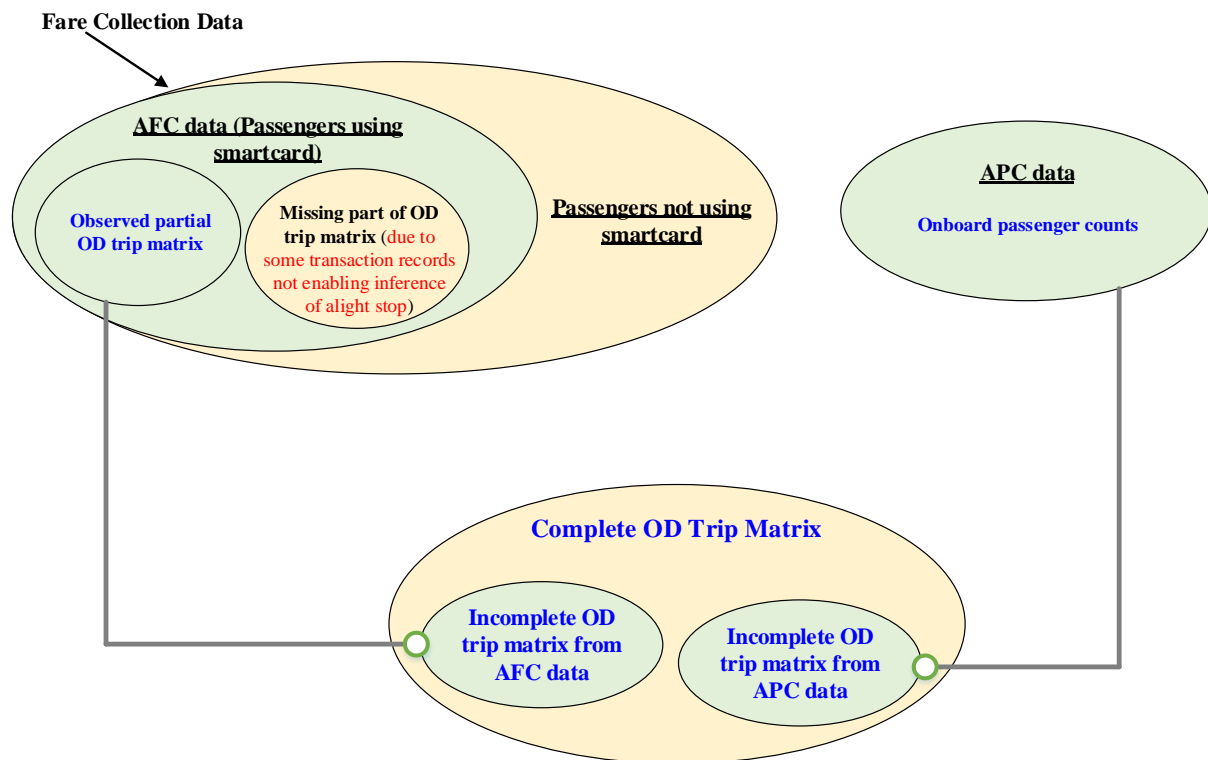 Fare Collection Data
AFC data (Passengers using
smartcard)
Observed partial
OD trip matrix
Missing part of OD
trip matrix (due to
some transaction records
not enabling inference
of alight stop)
Passengers not using
smartcard
APC data
Onboard passenger counts
Complete OD Trip Matrix
Incomplete OD
trip matrix from
AFC data
Incomplete OD
trip matrix from
APC data